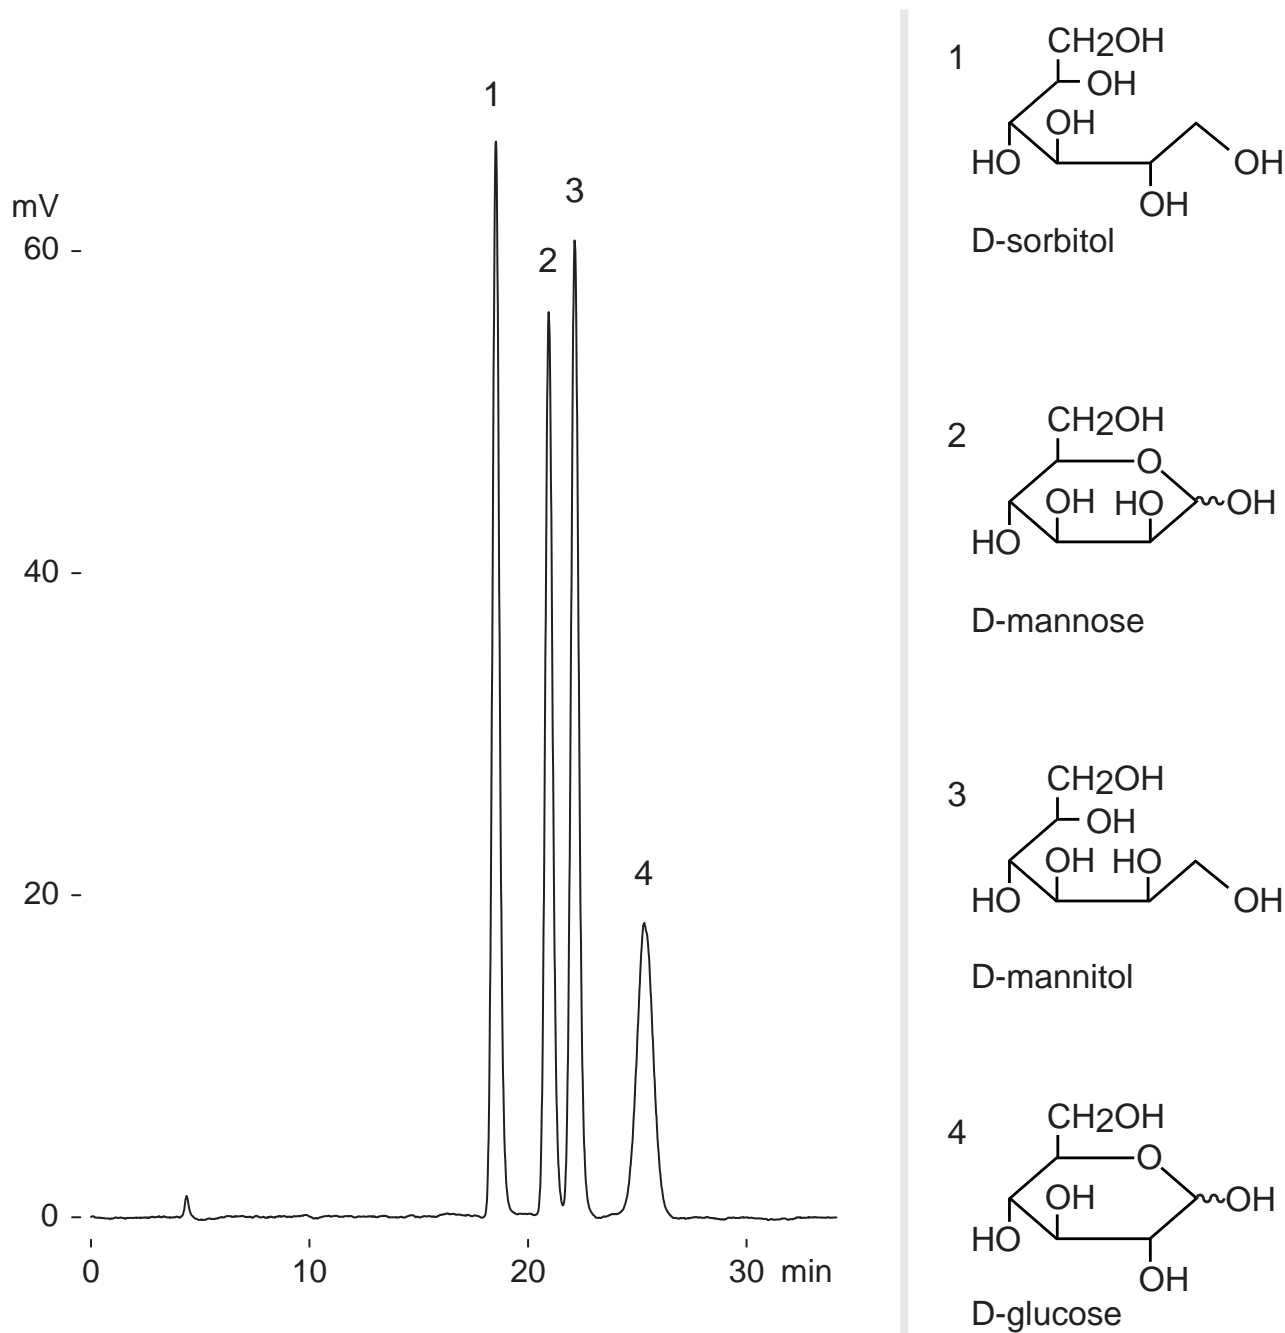 1
3
2
4
mV
60
40
20
0
0 10 20 30 min
1
CH2OH
OH
OH
HO
OH
OH
D-sorbitol
2
CH2OH
O
OH HO OH
HO
D-mannose
3
CH2OH
OH
OH HO
HO OH
D-mannitol
4
CH2OH
O
OH OH
HO
OH
D-glucose